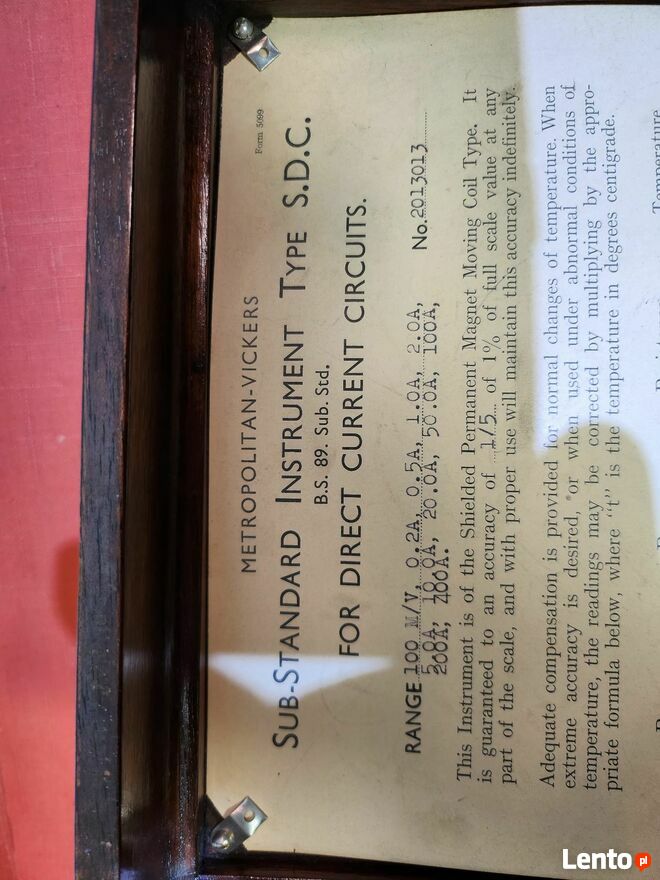 Form 5099
METROPOLITAN-VICKERS
SUB-STANDARD INSTRUMENT TYPE S.D.C.
B.S. 89. Sub. Std.
FOR DIRECT CURRENT CIRCUITS.
RANGE 100 M/V, 0.2A, 0.5A, 1.0A, 2.0A, No. 2013013
5.0A, 10.0A, 20.0A, 50.0A, 100A,
200A, 400A.
This Instrument is of the Shielded Permanent Magnet Moving Coil Type. It
is guaranteed to an accuracy of 1/5 of 1% of full scale value at any
part of the scale, and with proper use will maintain this accuracy indefinitely.
Adequate compensation is provided for normal changes of temperature. When
extreme accuracy is desired, or when used under abnormal conditions of
temperature, the readings may be corrected by multiplying by the appro-
priate formula below, where "t" is the temperature in degrees centigrade.
Temperature
Lento pl